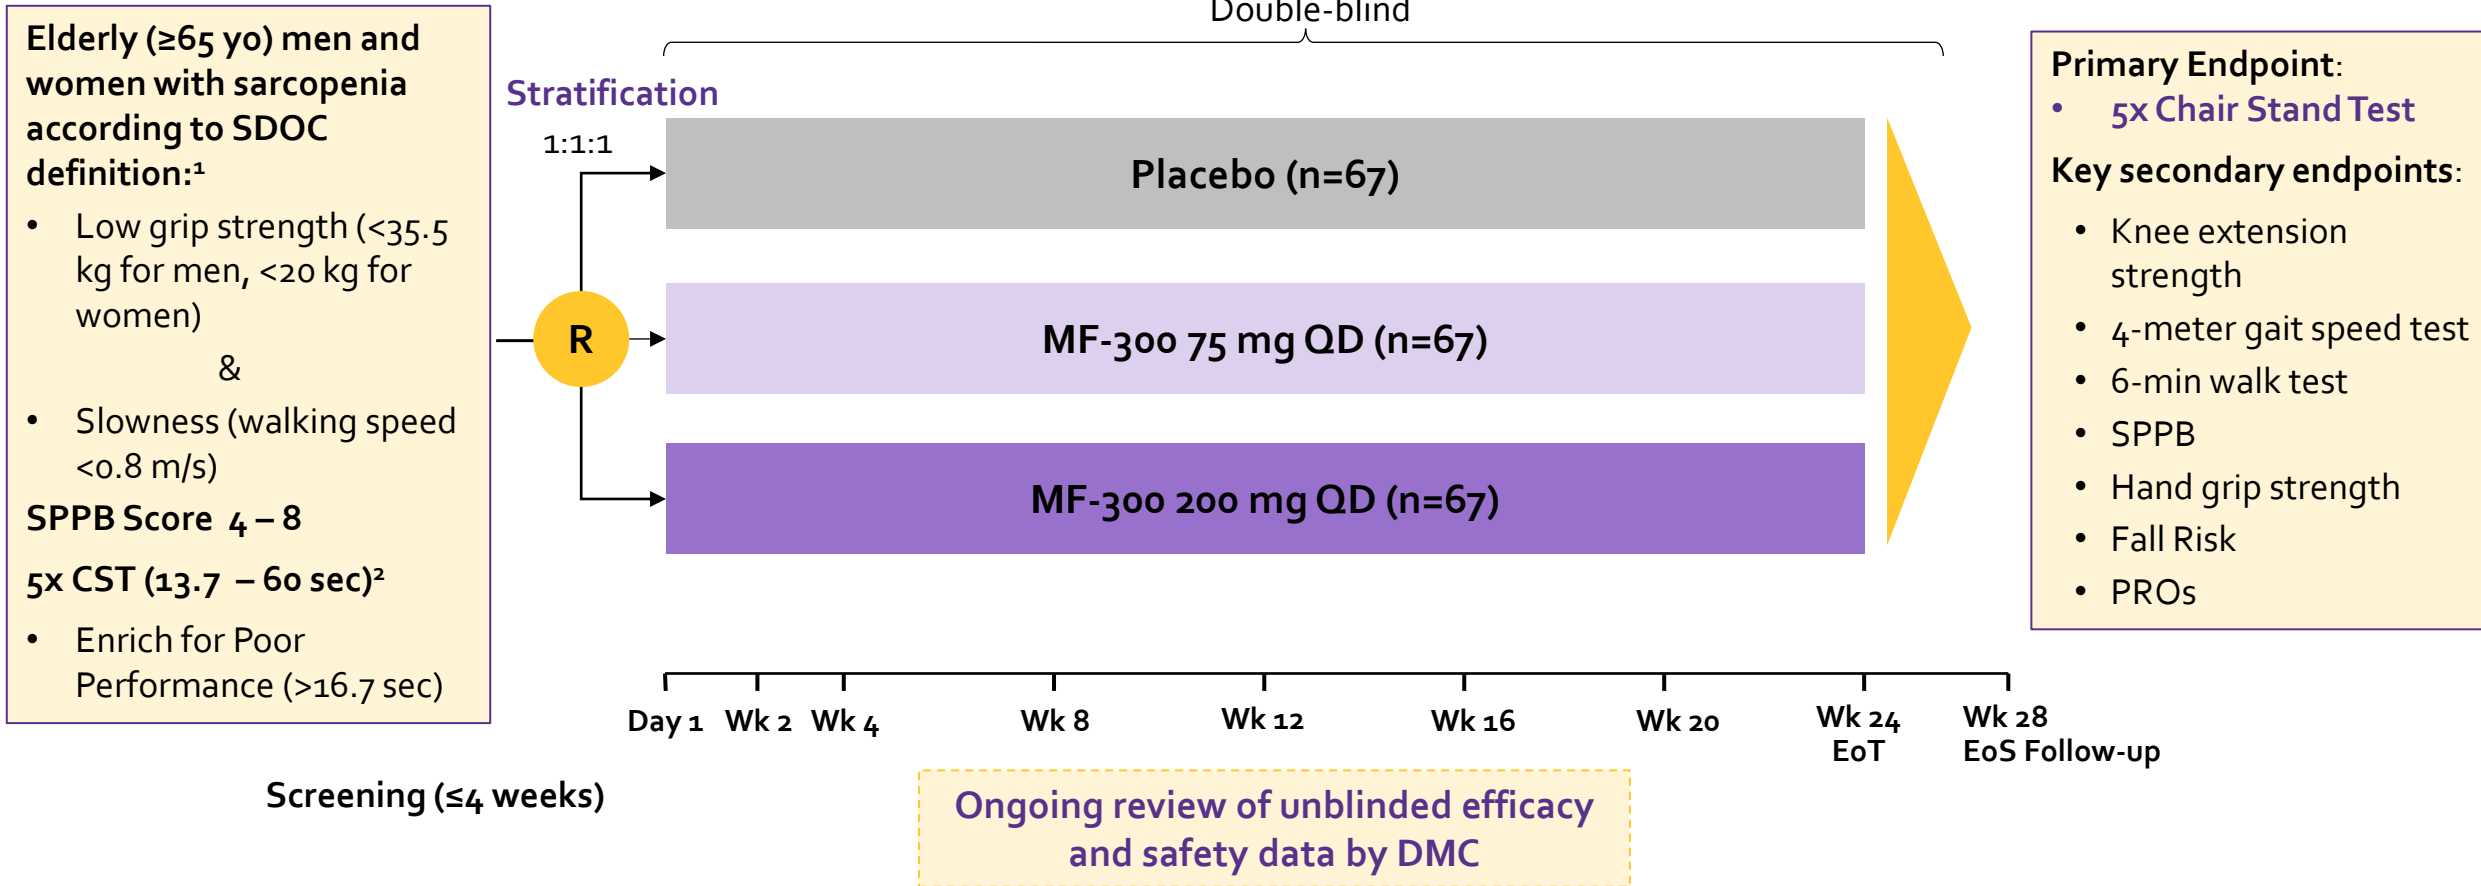 Double-blind
Elderly (≥65 yo) men and
women with sarcopenia
according to SDOC
definition:¹
• Low grip strength (<35.5
kg for men, <20 kg for
women)
&
• Slowness (walking speed
<0.8 m/s)
SPPB Score 4 – 8
5x CST (13.7 – 60 sec)²
• Enrich for Poor
Performance (>16.7 sec)
Stratification
1:1:1
R
Placebo (n=67)
MF-300 75 mg QD (n=67)
MF-300 200 mg QD (n=67)
Primary Endpoint:
• 5x Chair Stand Test
Key secondary endpoints:
• Knee extension
strength
• 4-meter gait speed test
• 6-min walk test
• SPPB
• Hand grip strength
• Fall Risk
• PROs
Day 1 Wk 2 Wk 4 Wk 8 Wk 12 Wk 16 Wk 20 Wk 24 Wk 28
EoT EoS Follow-up
Screening (≤4 weeks)
Ongoing review of unblinded efficacy
and safety data by DMC